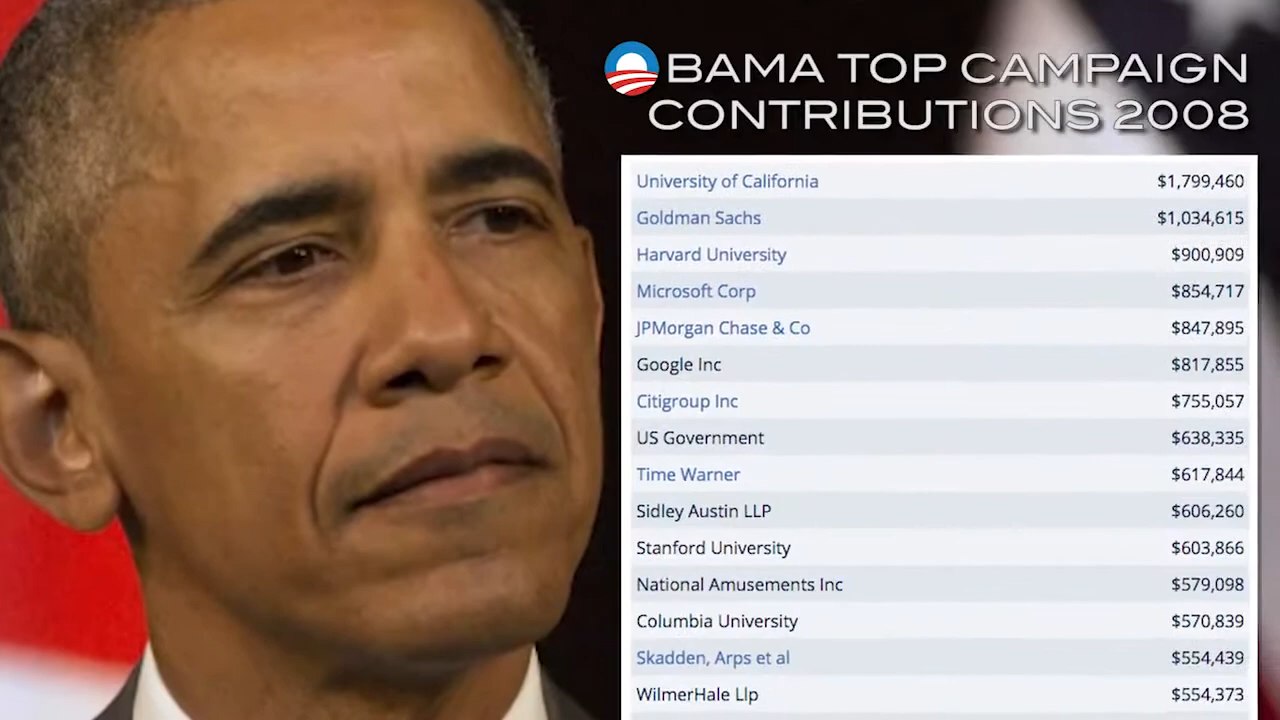 OBAMA TOP CAMPAIGN
CONTRIBUTIONS 2008
University of California $1,799,460
Goldman Sachs $1,034,615
Harvard University $900,909
Microsoft Corp $854,717
JPMorgan Chase & Co $847,895
Google Inc $817,855
Citigroup Inc $755,057
US Government $638,335
Time Warner $617,844
Sidley Austin LLP $606,260
Stanford University $603,866
National Amusements Inc $579,098
Columbia University $570,839
Skadden, Arps et al $554,439
WilmerHale Llp $554,373